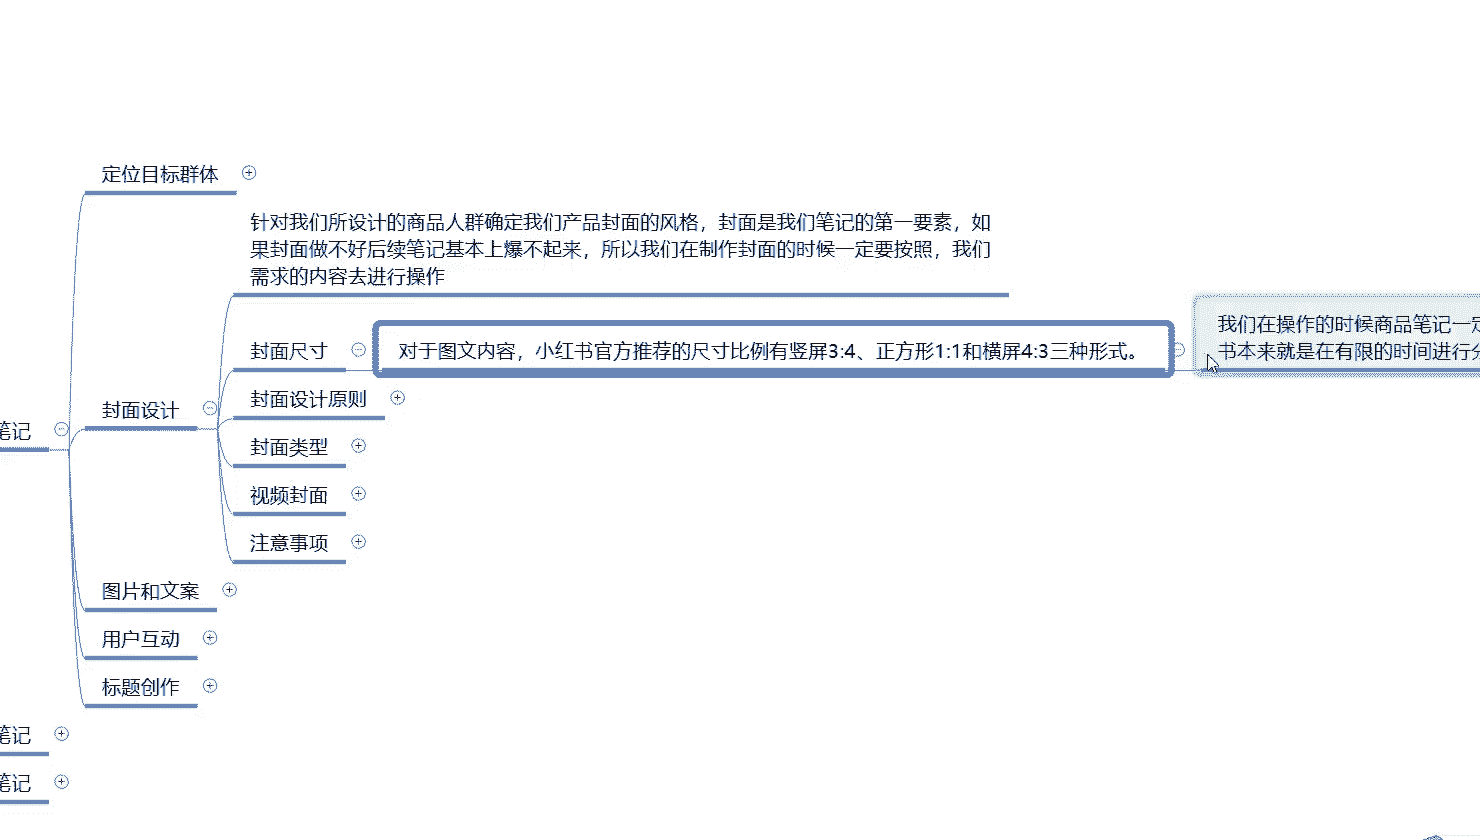 定位目标群体
针对我们所设计的商品人群确定我们产品封面的风格，封面是我们笔记的第一要素，如
果封面做不好后续笔记基本上爆不起来，所以我们在制作封面的时候一定要按照，我们
需求的内容去进行操作
封面尺寸
对于图文内容，小红书官方推荐的尺寸比例有竖屏3:4、正方形1:1和横屏4:3三种形式。
我们在操作的时候商品笔记一定
书本来就是在有限的时间进行分
封面设计原则
封面设计
笔记
封面类型
视频封面
注意事项
图片和文案
用户互动
标题创作
笔记
笔记